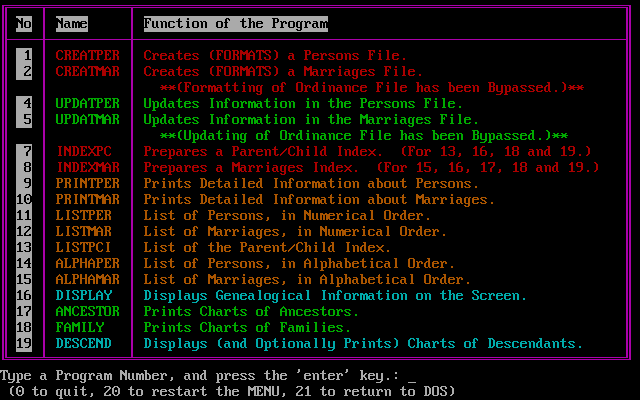 No Name Function of the Program
1 CREATPER Creates (FORMATS) a Persons File.
2 CREATMAR Creates (FORMATS) a Marriages File.
**(Formatting of Ordinance File has been Bypassed.)**
4 UPDATPER Updates Information in the Persons File.
5 UPDATMAR Updates Information in the Marriages File.
**(Updating of Ordinance File has been Bypassed.)**
7 INDEXPC Prepares a Parent/Child Index. (For 13, 16, 18 and 19.)
8 INDEXMAR Prepares a Marriages Index. (For 15, 16, 17, 18 and 19.)
9 PRINTPER Prints Detailed Information about Persons.
10 PRINTMAR Prints Detailed Information about Marriages.
11 LISTPER List of Persons, in Numerical Order.
12 LISTMAR List of Marriages, in Numerical Order.
13 LISTPCI List of the Parent/Child Index.
14 ALPHAPER List of Persons, in Alphabetical Order.
15 ALPHAMAR List of Marriages, in Alphabetical Order.
16 DISPLAY Displays Genealogical Information on the Screen.
17 ANCESTOR Prints Charts of Ancestors.
18 FAMILY Prints Charts of Families.
19 DESCEND Displays (and Optionally Prints) Charts of Descendants.
Type a Program Number, and press the 'enter' key.: _
(0 to quit, 20 to restart the MENU, 21 to return to DOS)